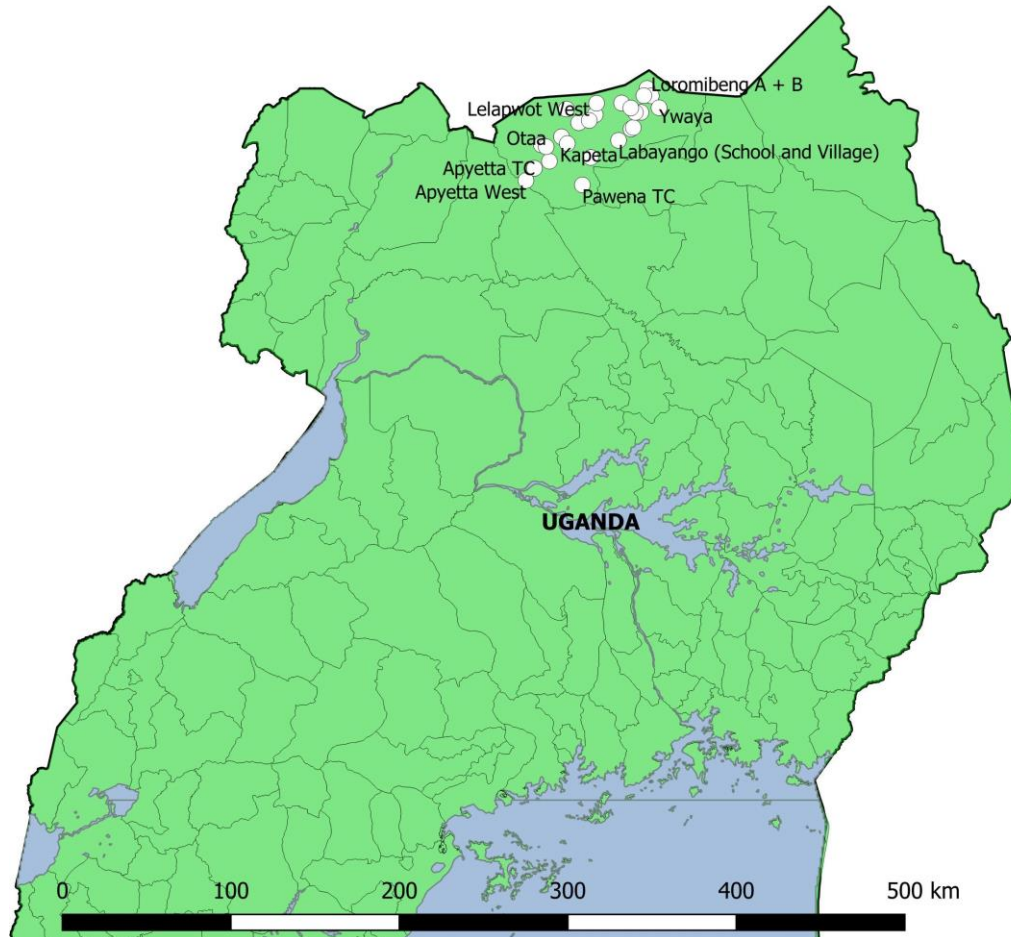 Loromibeng A + B
Lelapwot West
Ywaya
Otaa
Kapeta
Labayango (School and Village)
Apyetta TC
Apyetta West
Pawena TC
UGANDA
0 100 200 300 400 500 km